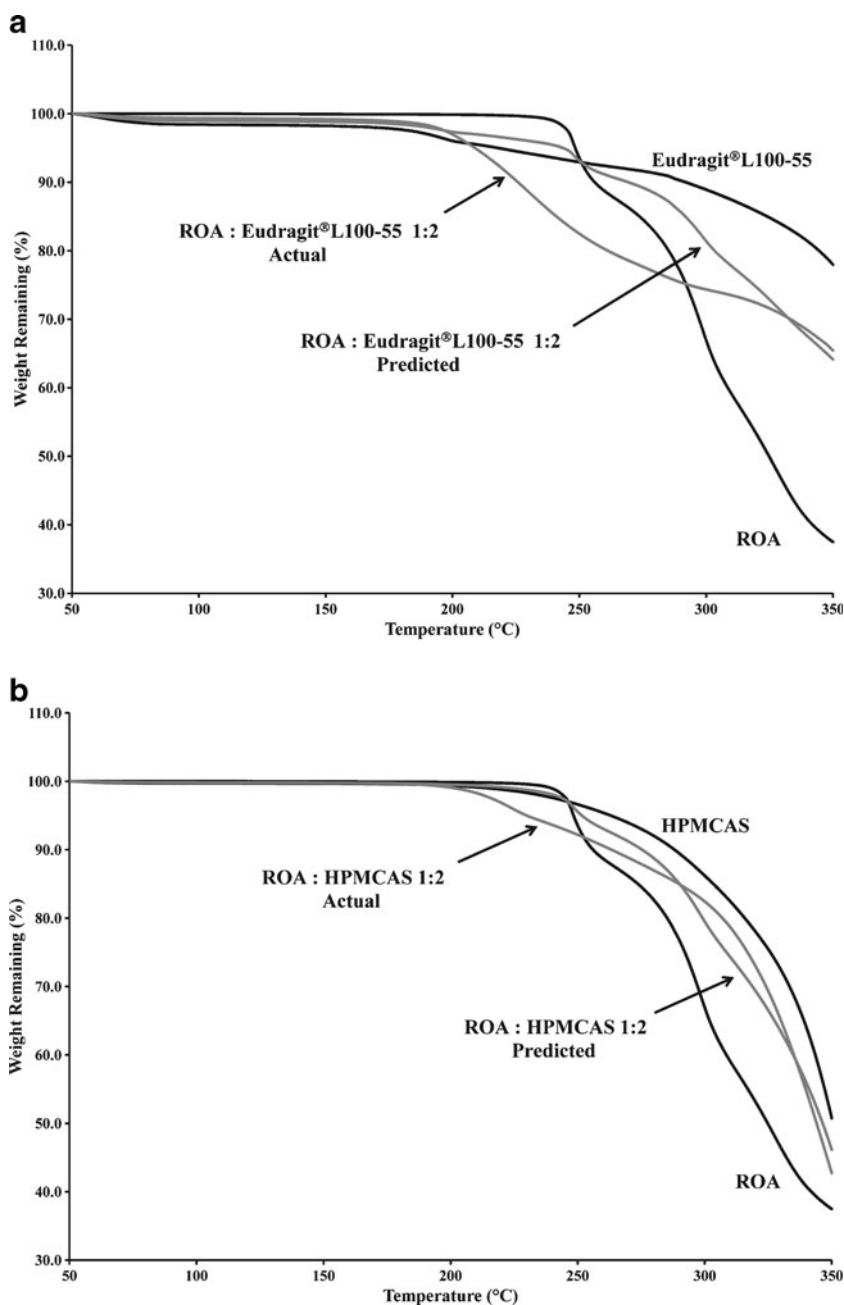 a
110.0
100.0
90.0
80.0
70.0
60.0
50.0
40.0
30.0
Weight Remaining (%)
Eudragit®L100-55
ROA : Eudragit®L100-55 1:2
Actual
ROA : Eudragit®L100-55 1:2
Predicted
ROA
50
100
150
200
250
300
350
Temperature (°C)
b
110.0
100.0
90.0
80.0
70.0
60.0
50.0
40.0
30.0
Weight Remaining (%)
HPMCAS
ROA : HPMCAS 1:2
Actual
ROA : HPMCAS 1:2
Predicted
ROA
50
100
150
200
250
300
350
Temperature (°C)